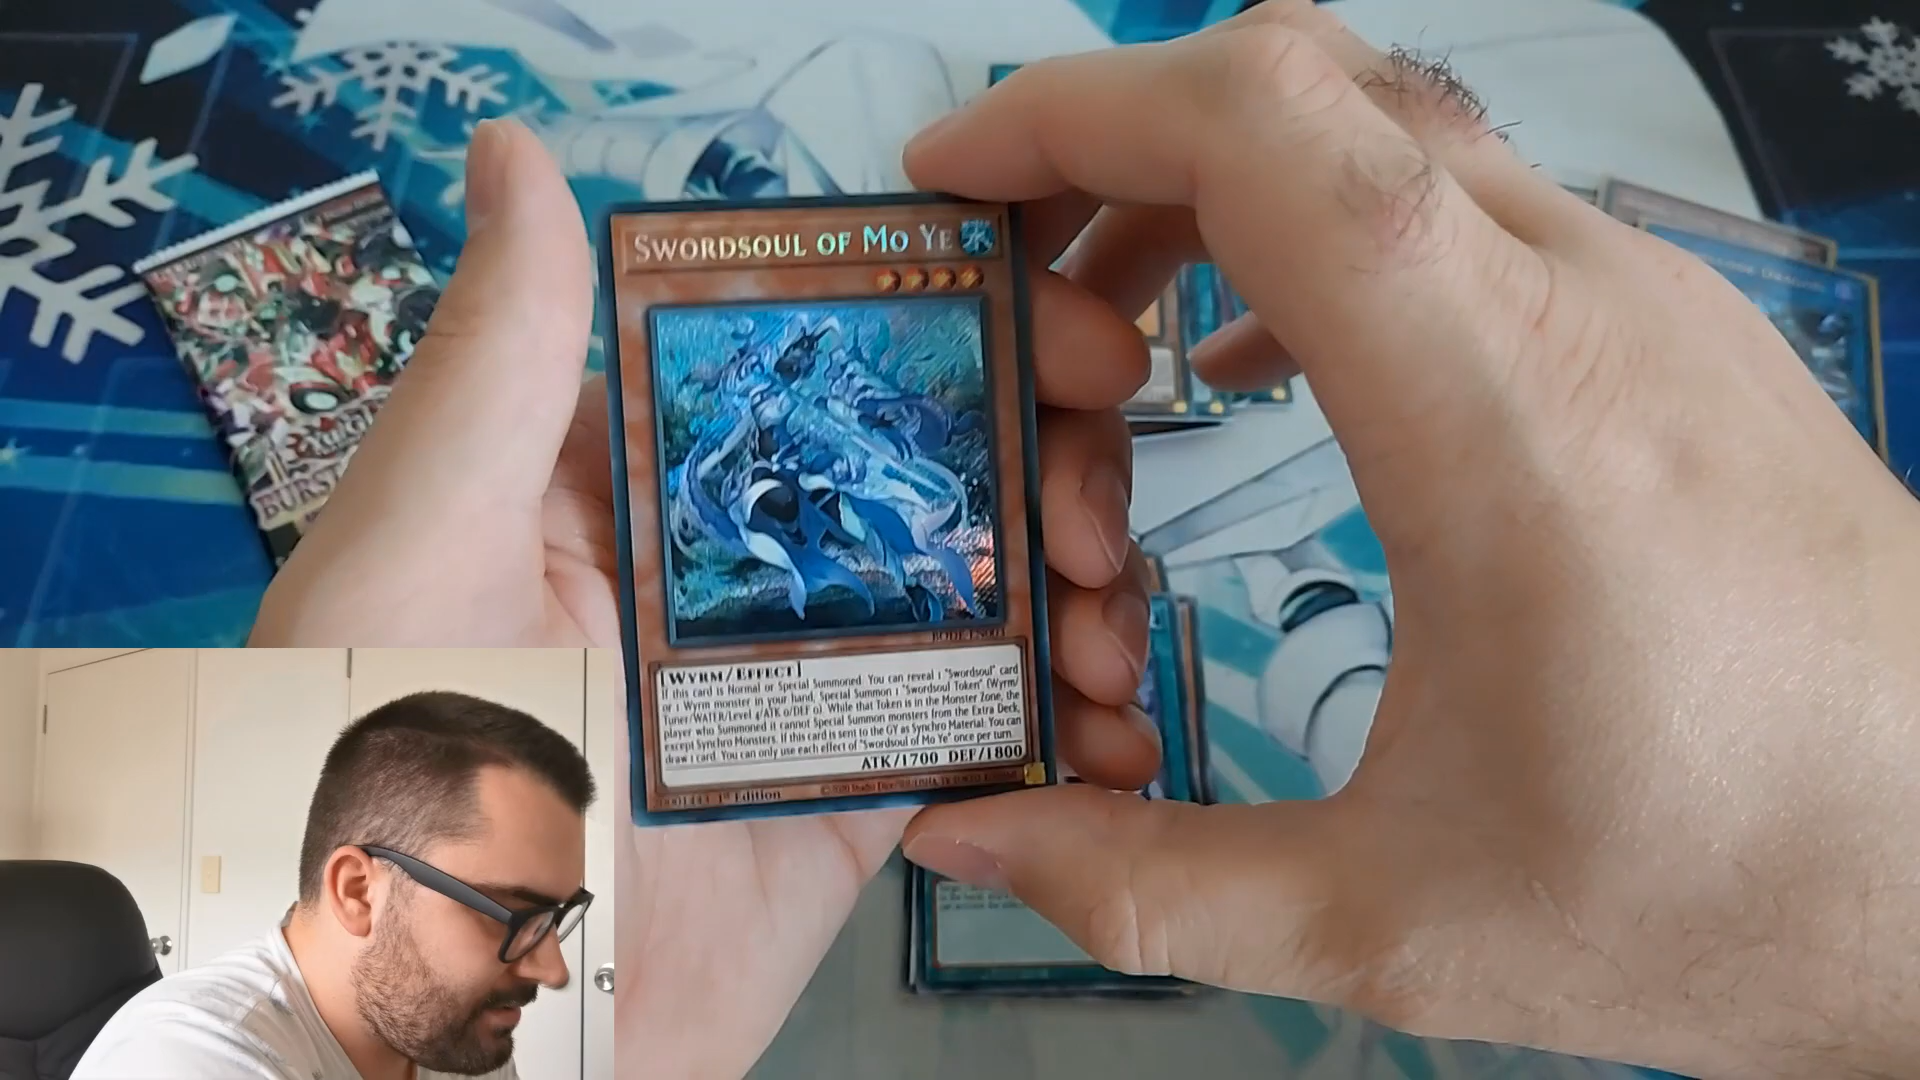 SWORDSOUL OF MO YE
BODE-EN001
[WYRM/EFFECT]
If this card is Normal or Special Summoned: You can reveal 1 "Swordsoul" card
or 1 Wyrm monster in your hand; Special Summon 1 "Swordsoul Token" (Wyrm/
Tuner/WATER/Level 4/ATK 0/DEF 0). While that Token is in the Monster Zone, the
player who Summoned it cannot Special Summon monsters from the Extra Deck,
except Synchro Monsters. If this card is sent to the GY as Synchro Material: You can
draw 1 card. You can only use each effect of "Swordsoul of Mo Ye" once per turn.
ATK/1700 DEF/1800
1st Edition
BURST